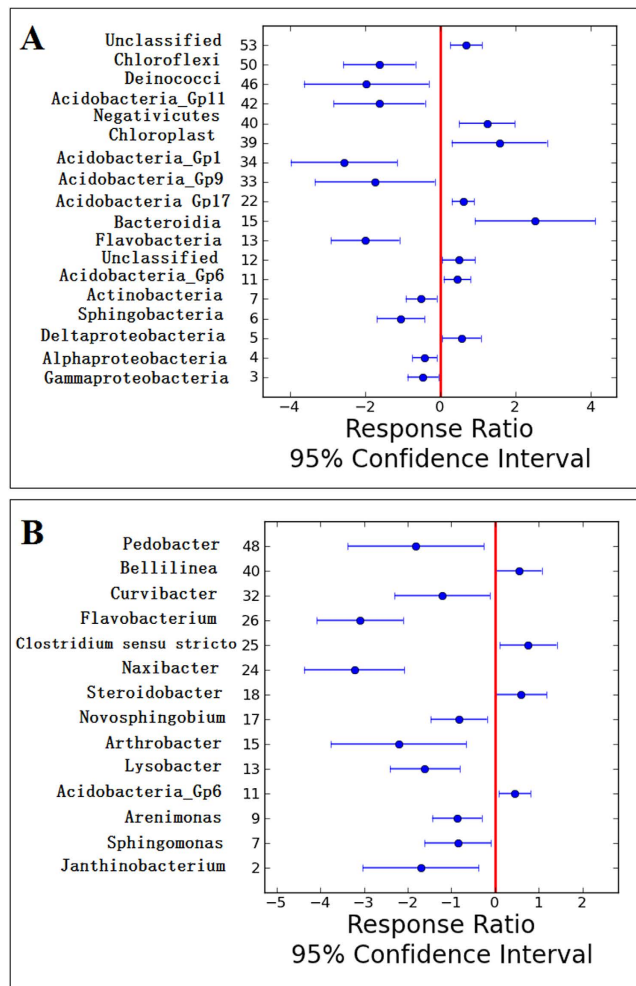 A
Unclassified 53
Chloroflexi 50
Deinococci 46
Acidobacteria_Gp11 42
Negativicutes 40
Chloroplast 39
Acidobacteria_Gp1 34
Acidobacteria_Gp9 33
Acidobacteria Gp17 22
Bacteroidia 15
Flavobacteria 13
Unclassified 12
Acidobacteria_Gp6 11
Actinobacteria 7
Sphingobacteria 6
Deltaproteobacteria 5
Alphaproteobacteria 4
Gammaproteobacteria 3
−4 −2 0 2 4
Response Ratio
95% Confidence Interval
B
Pedobacter 48
Bellilinea 40
Curvibacter 32
Flavobacterium 26
Clostridium sensu stricto 25
Naxibacter 24
Steroidobacter 18
Novosphingobium 17
Arthrobacter 15
Lysobacter 13
Acidobacteria_Gp6 11
Arenimonas 9
Sphingomonas 7
Janthinobacterium 2
−5 −4 −3 −2 −1 0 1 2
Response Ratio
95% Confidence Interval